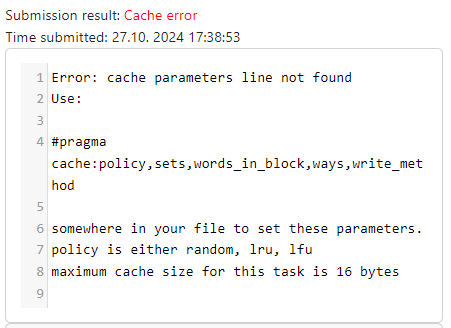 Submission result: Cache error
Time submitted: 27.10. 2024 17:38:53
1 Error: cache parameters line not found
2 Use:
3
4 #pragma
cache:policy,sets,words_in_block,ways,write_met
hod
5
6 somewhere in your file to set these parameters.
7 policy is either random, lru, lfu
8 maximum cache size for this task is 16 bytes
9